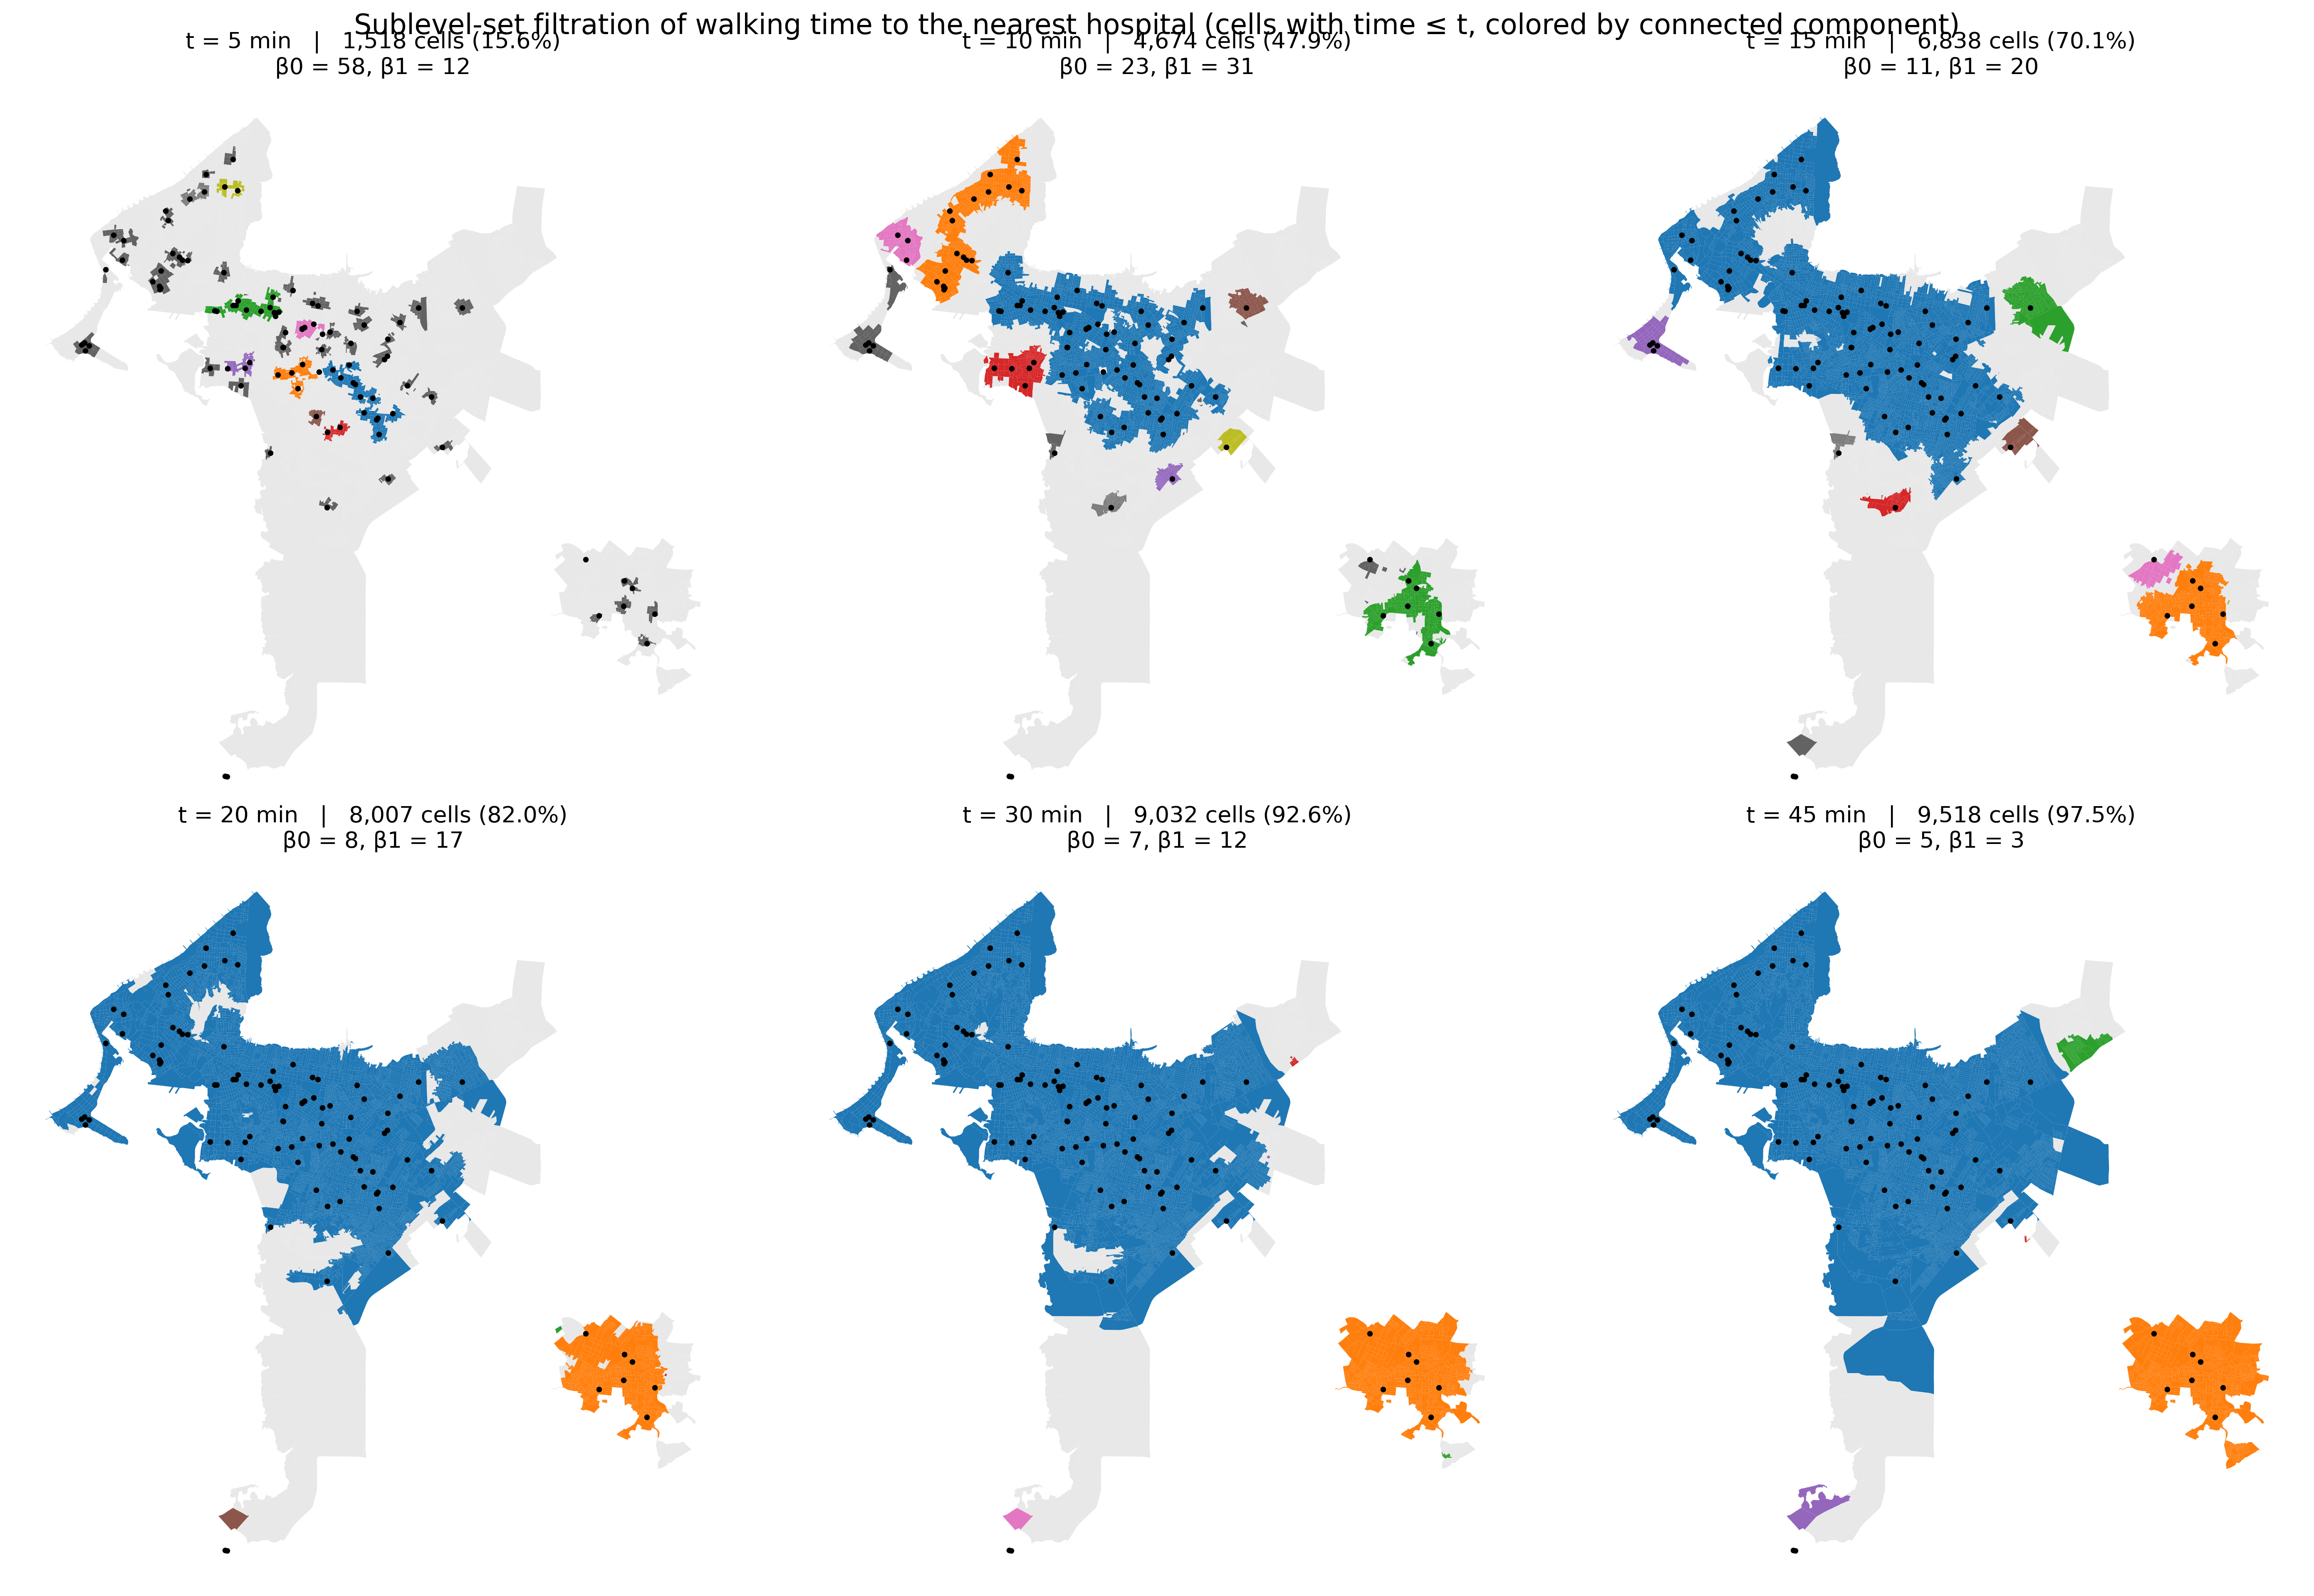 Sublevel-set filtration of walking time to the nearest hospital (cells with time ≤ t, colored by connected component)
t = 5 min | 1,518 cells (15.6%)
β0 = 58, β1 = 12
t = 10 min | 4,674 cells (47.9%)
β0 = 23, β1 = 31
t = 15 min | 6,838 cells (70.1%)
β0 = 11, β1 = 20
t = 20 min | 8,007 cells (82.0%)
β0 = 8, β1 = 17
t = 30 min | 9,032 cells (92.6%)
β0 = 7, β1 = 12
t = 45 min | 9,518 cells (97.5%)
β0 = 5, β1 = 3